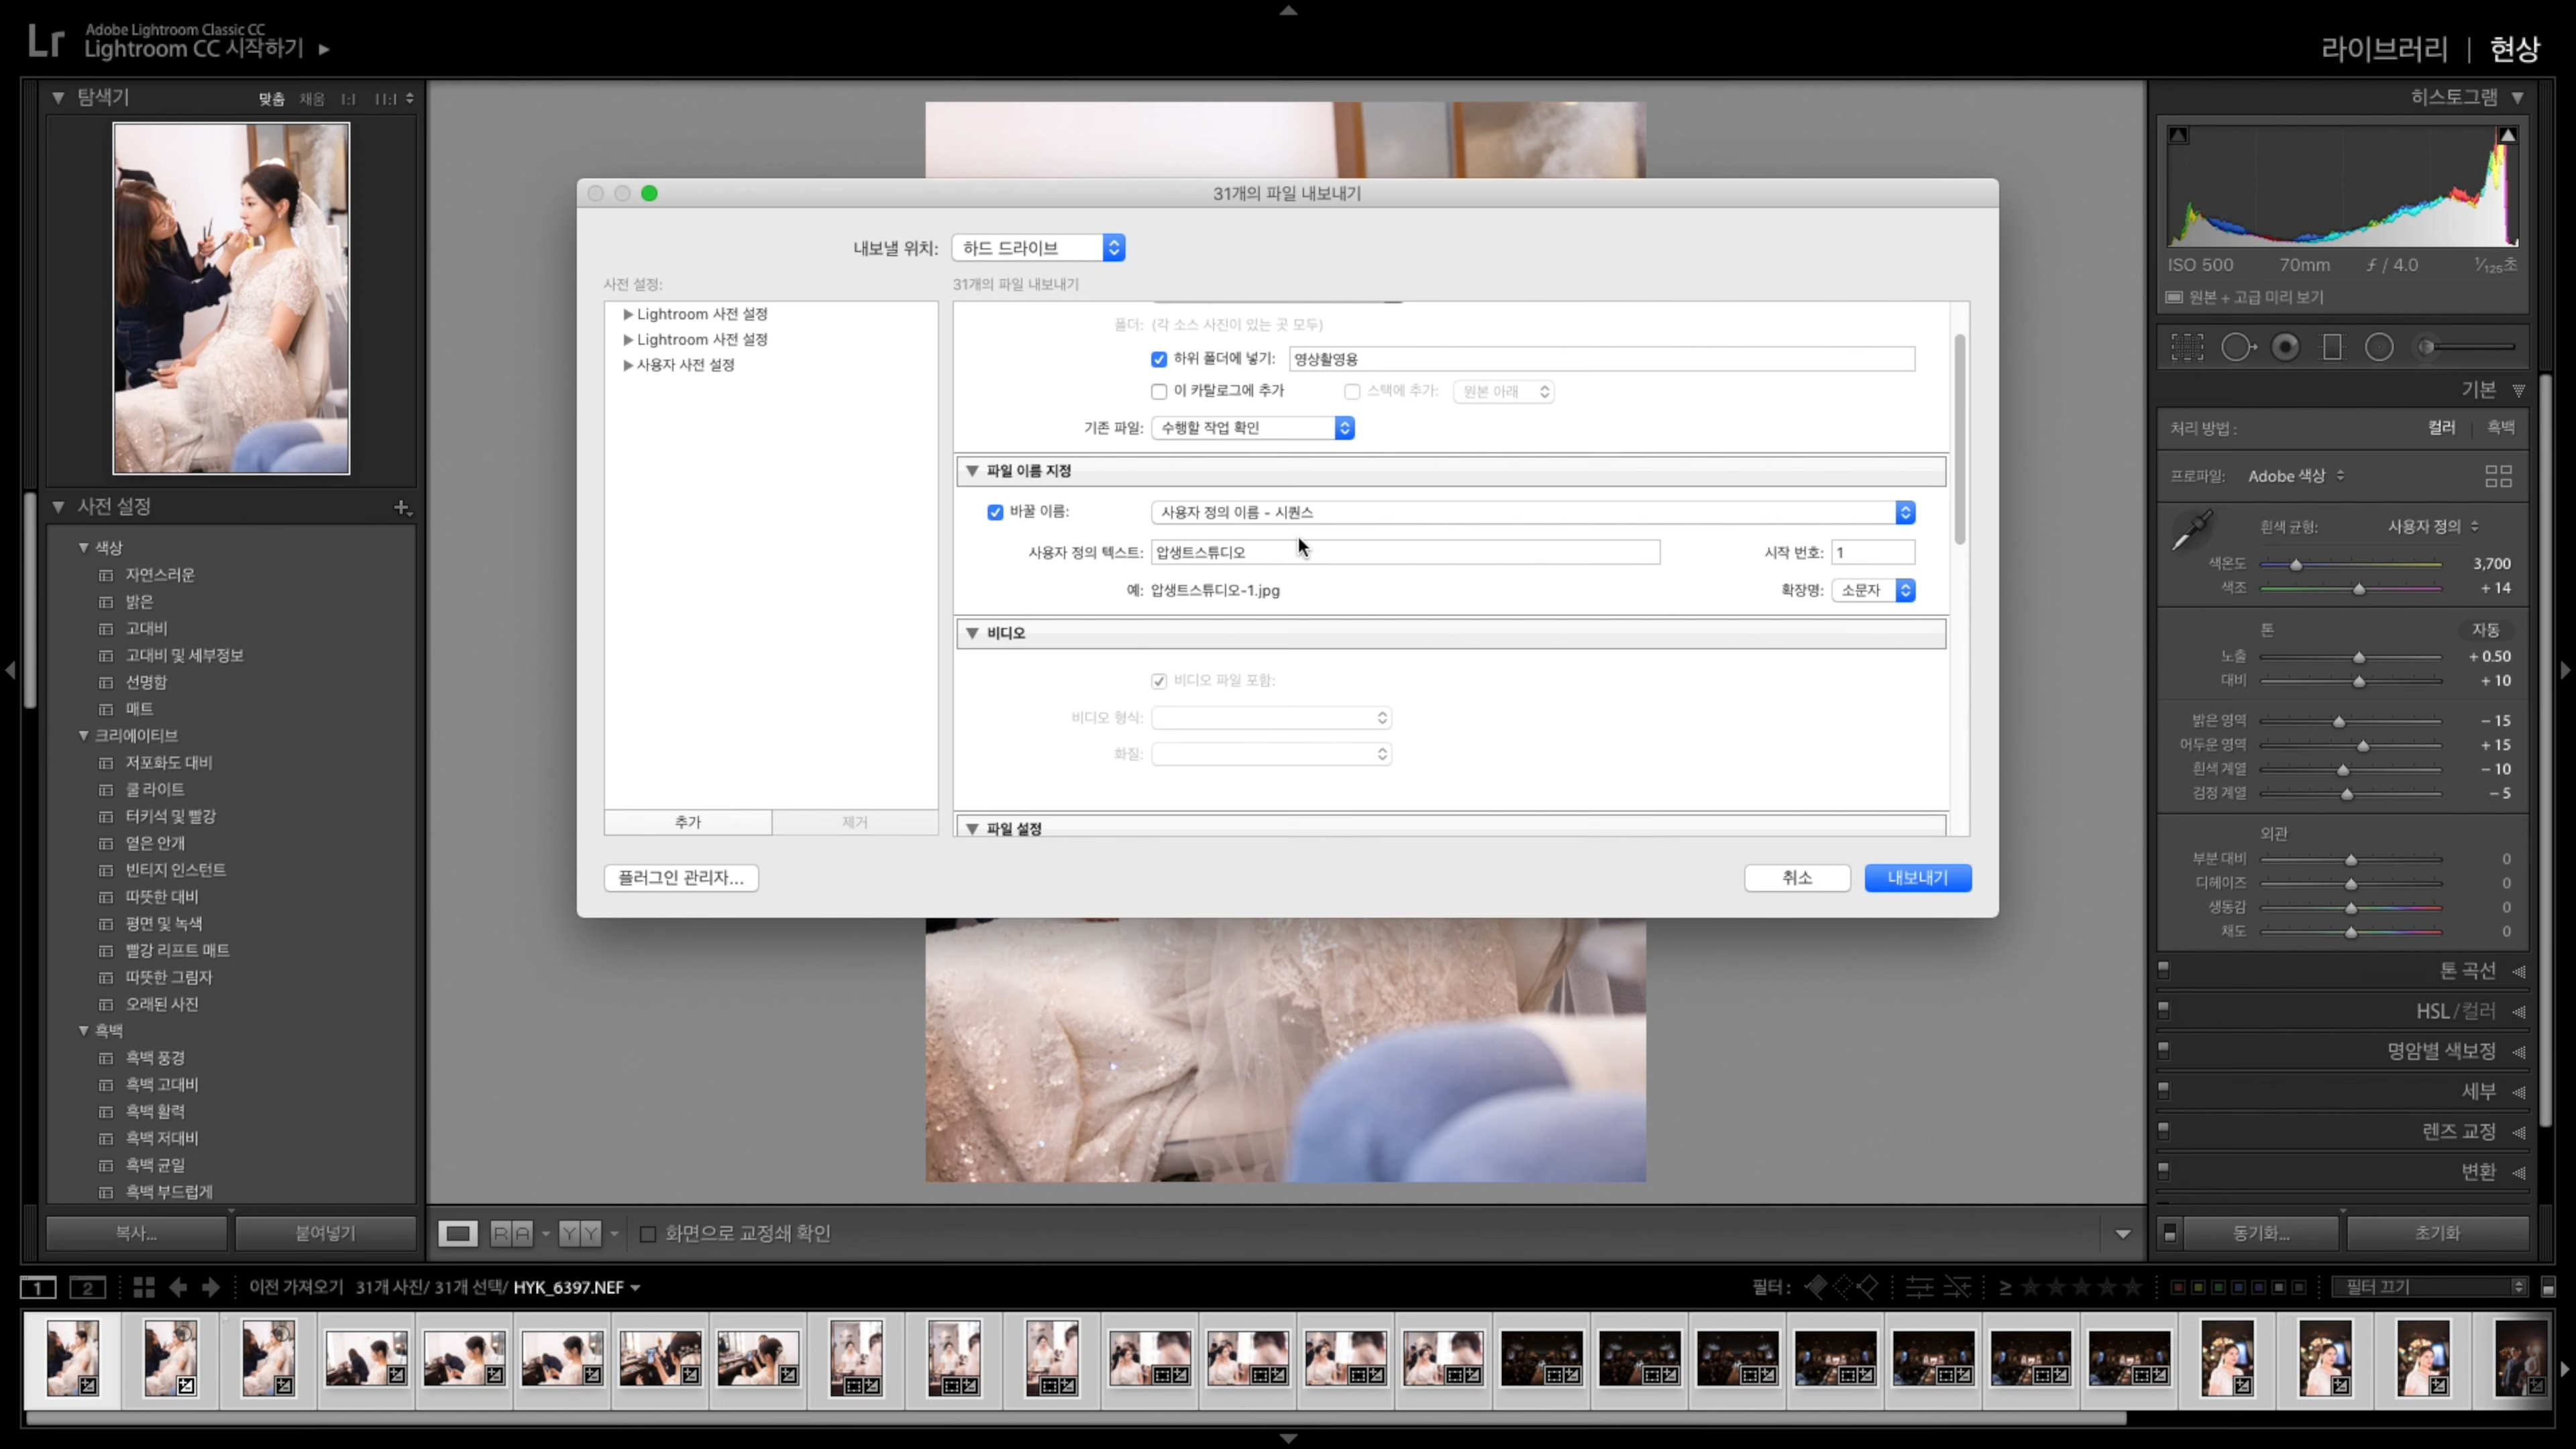 Lr
Adobe Lightroom Classic CC
Lightroom CC 시작하기 ▶
라이브러리 | 현상
탐색기 맞춤 채움 1:1 11:1
사전 설정 +
색상
자연스러운
밝은
고대비
고대비 및 세부정보
선명함
매트
크리에이티브
저포화도 대비
쿨 라이트
터키석 및 빨강
옅은 안개
빈티지 인스턴트
따뜻한 대비
평면 및 녹색
빨강 리프트 매트
따뜻한 그림자
오래된 사진
흑백
흑백 풍경
흑백 고대비
흑백 활력
흑백 저대비
흑백 균일
흑백 부드럽게
복사... 붙여넣기
31개의 파일 내보내기
내보낼 위치: 하드 드라이브
사전 설정:
Lightroom 사전 설정
Lightroom 사전 설정
사용자 사전 설정
추가 제거
플러그인 관리자...
31개의 파일 내보내기
폴더: (각 소스 사진이 있는 곳 모두)
하위 폴더에 넣기: 영상촬영용
이 카탈로그에 추가 스택에 추가: 원본 아래
기존 파일: 수행할 작업 확인
파일 이름 지정
바꿀 이름: 사용자 정의 이름 - 시퀀스
사용자 정의 텍스트: 압생트스튜디오 시작 번호: 1
예: 압생트스튜디오-1.jpg 확장명: 소문자
비디오
비디오 파일 포함:
비디오 형식:
화질:
파일 설정
취소 내보내기
히스토그램
ISO 500 70mm ƒ / 4.0 1/125초
원본 + 고급 미리 보기
기본
처리 방법 : 컬러 흑백
프로파일: Adobe 색상
흰색 균형: 사용자 정의
색온도 3,700
색조 + 14
톤 자동
노출 + 0.50
대비 + 10
밝은 영역 - 15
어두운 영역 + 15
흰색 계열 - 10
검정 계열 - 5
외관
부분 대비 0
디헤이즈 0
생동감 0
채도 0
톤 곡선
HSL / 컬러
명암별 색보정
세부
렌즈 교정
변환
동기화... 초기화
R A Y Y 화면으로 교정쇄 확인
1 2 이전 가져오기 31개 사진/ 31개 선택/ HYK_6397.NEF 필터 : ≥ ★★★★★ 필터 끄기